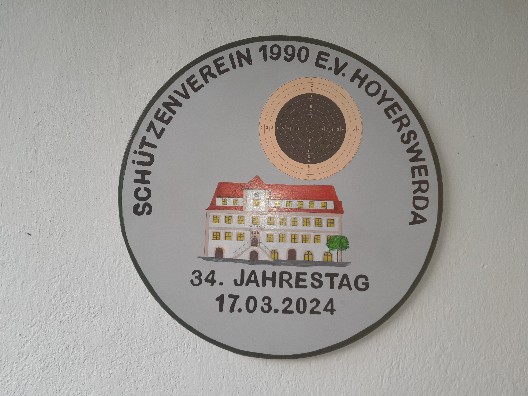 SCHÜTZENVEREIN 1990 E.V. HOYERSWERDA
34. JAHRESTAG
17.03.2024